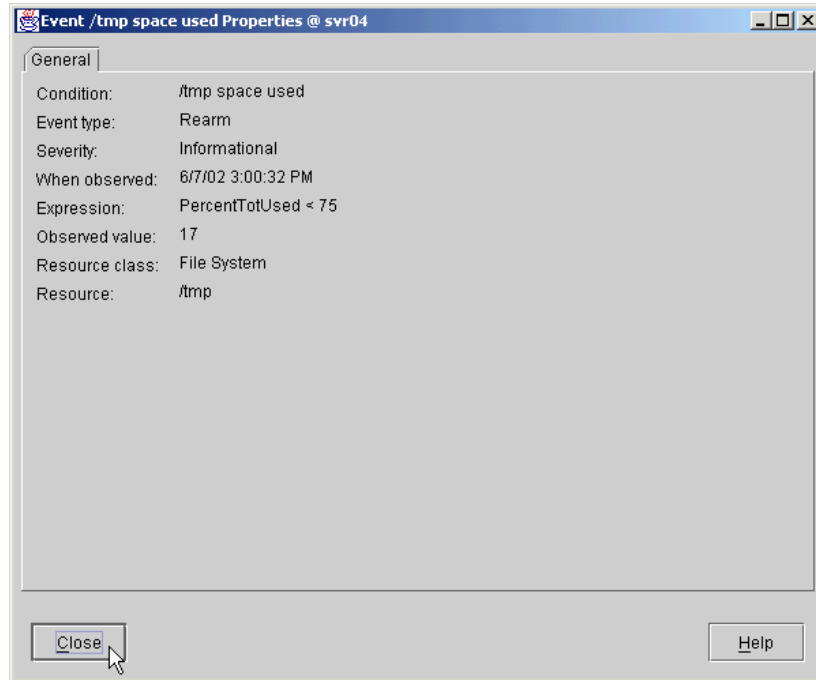 Event /tmp space used Properties @ svr04
General
Condition: /tmp space used
Event type: Rearm
Severity: Informational
When observed: 6/7/02 3:00:32 PM
Expression: PercentTotUsed < 75
Observed value: 17
Resource class: File System
Resource: /tmp
Close Help